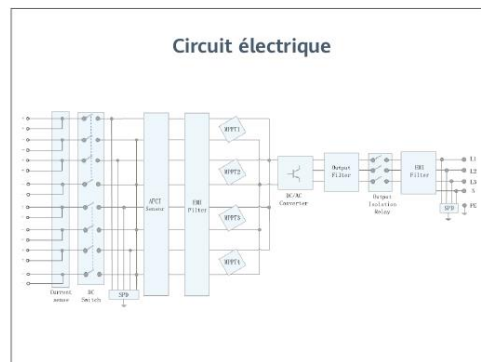 Circuit électrique
MPPT1
MPPT2
MPPT3
MPPT4
AFCI
Sensor
EMI
Filter
DC/AC
Converter
Output
Filter
Output
Isolation
Relay
EMI
Filter
L1
L2
L3
N
PE
SPD
SPD
Current
sense
DC
Switch